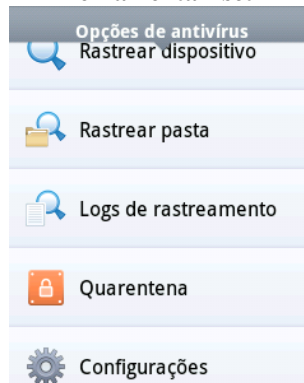 Opções de antivírus
Rastrear dispositivo
Rastrear pasta
Logs de rastreamento
Quarentena
Configurações